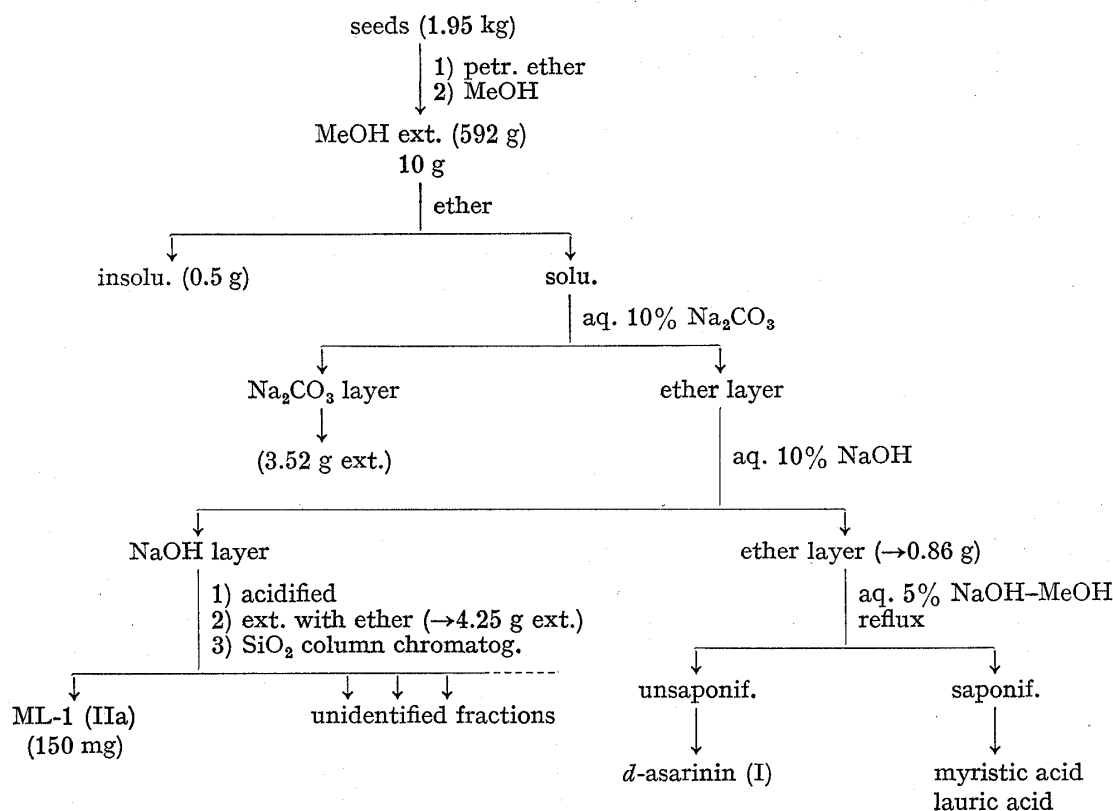 seeds (1.95 kg)
1) petr. ether
2) MeOH
MeOH ext. (592 g)
10 g
ether
insolu. (0.5 g)
solu.
aq. 10% Na₂CO₃
Na₂CO₃ layer
ether layer
(3.52 g ext.)
aq. 10% NaOH
NaOH layer
ether layer (→0.86 g)
1) acidified
2) ext. with ether (→4.25 g ext.)
3) SiO₂ column chromatog.
aq. 5% NaOH–MeOH
reflux
ML-1 (IIa)
(150 mg)
unidentified fractions
unsaponif.
saponif.
d-asarinin (I)
myristic acid
lauric acid